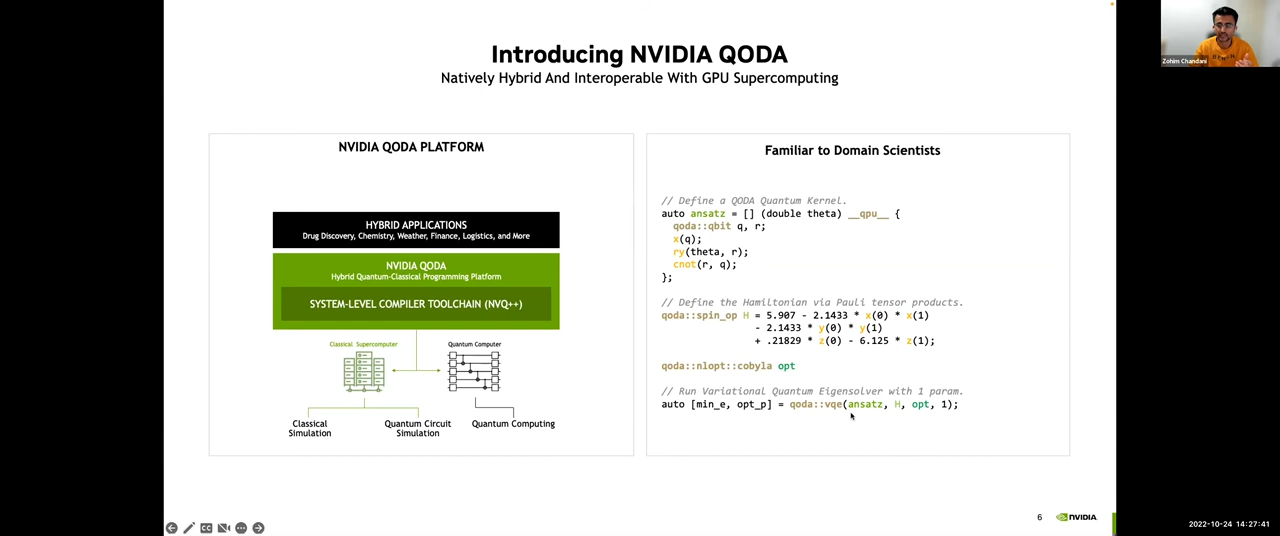 Introducing NVIDIA QODA
Natively Hybrid And Interoperable With GPU Supercomputing
Zohim Chandani
NVIDIA QODA PLATFORM
HYBRID APPLICATIONS
Drug Discovery, Chemistry, Weather, Finance, Logistics, and More
NVIDIA QODA
Hybrid Quantum-Classical Programming Platform
SYSTEM-LEVEL COMPILER TOOLCHAIN (NVQ++)
Classical Supercomputer
Quantum Computer
Classical
Simulation
Quantum Circuit
Simulation
Quantum Computing
Familiar to Domain Scientists
// Define a QODA Quantum Kernel.
auto ansatz = [] (double theta) __qpu__ {
qoda::qbit q, r;
x(q);
ry(theta, r);
cnot(r, q);
};
// Define the Hamiltonian via Pauli tensor products.
qoda::spin_op H = 5.907 - 2.1433 * x(0) * x(1)
- 2.1433 * y(0) * y(1)
+ .21829 * z(0) - 6.125 * z(1);
qoda::nlopt::cobyla opt
// Run Variational Quantum Eigensolver with 1 param.
auto [min_e, opt_p] = qoda::vqe(ansatz, H, opt, 1);
6
NVIDIA
CC
2022-10-24 14:27:41